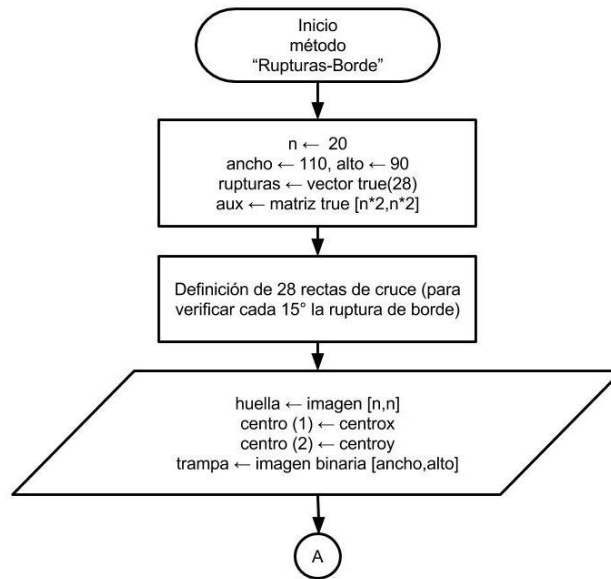 Inicio
método
“Rupturas-Borde”
n ← 20
ancho ← 110, alto ← 90
rupturas ← vector true(28)
aux ← matriz true [n*2,n*2]
Definición de 28 rectas de cruce (para
verificar cada 15° la ruptura de borde)
huella ← imagen [n,n]
centro (1) ← centrox
centro (2) ← centroy
trampa ← imagen binaria [ancho,alto]
A